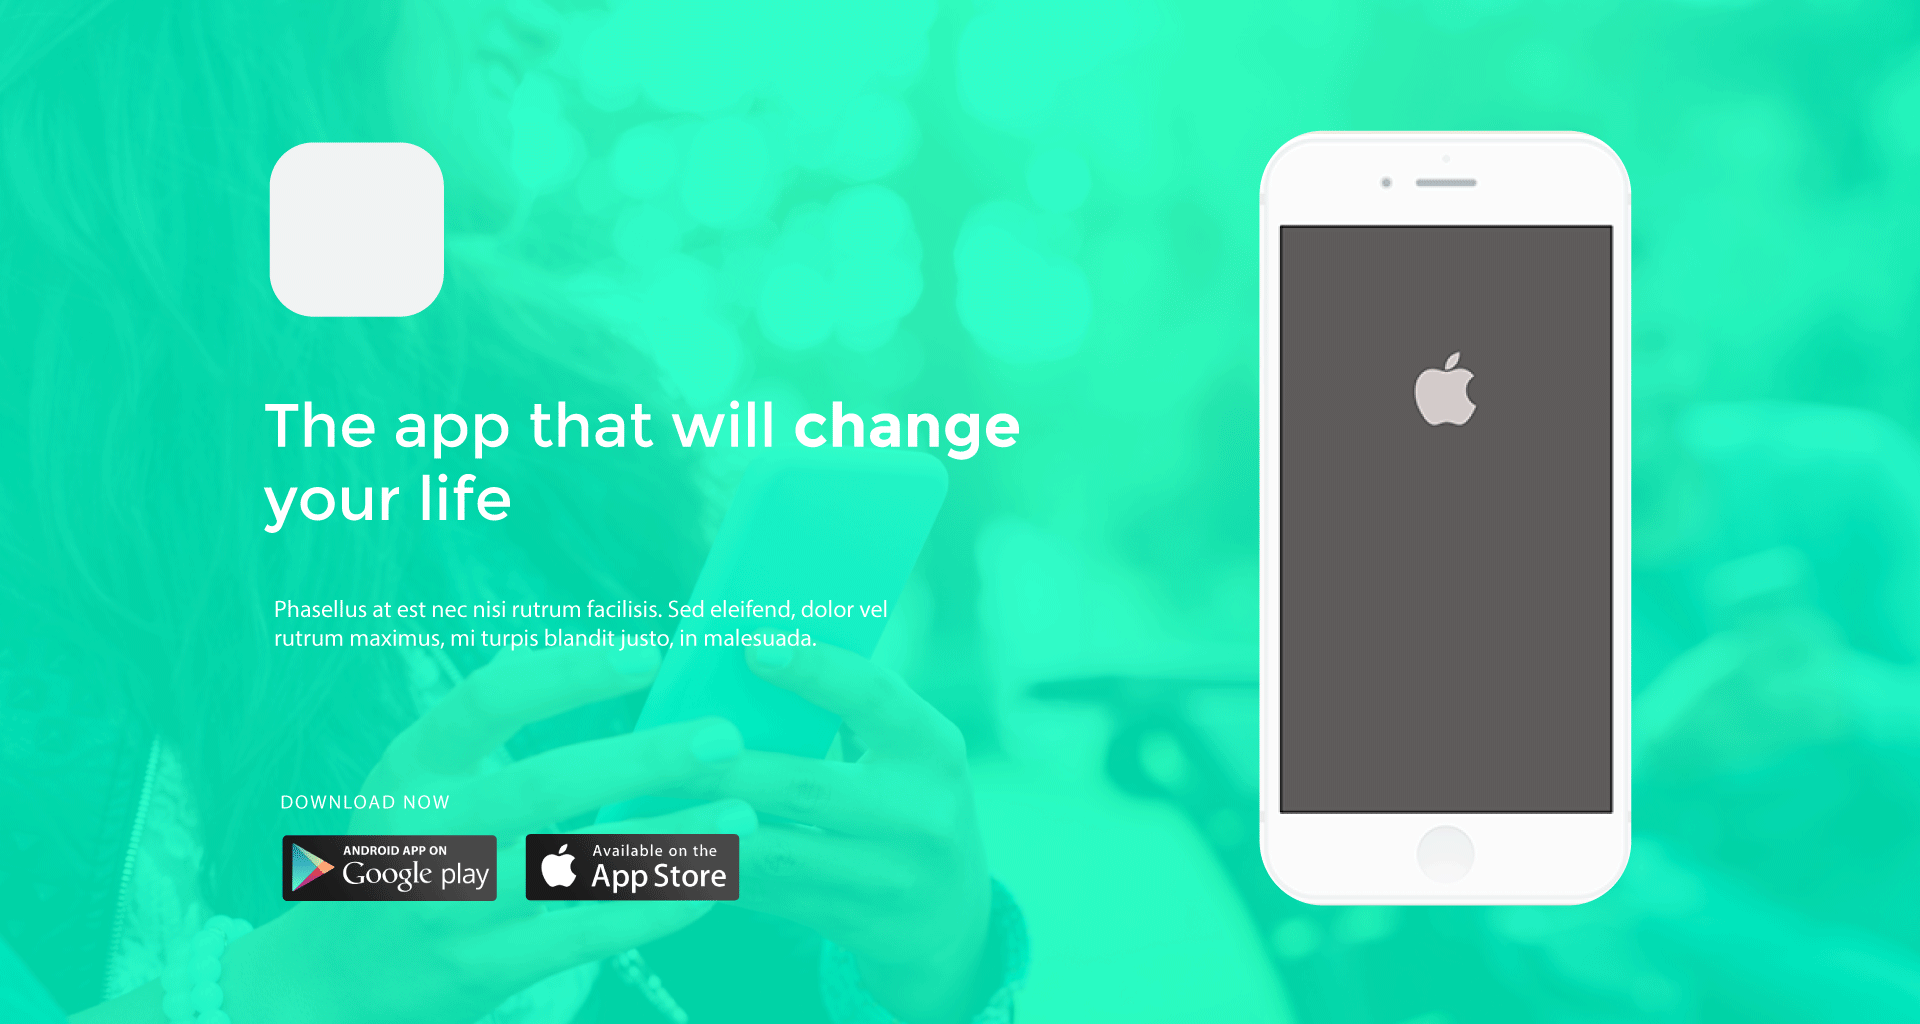 The app that will change
your life
Phasellus at est nec nisi rutrum facilisis. Sed eleifend, dolor vel
rutrum maximus, mi turpis blandit justo, in malesuada.
DOWNLOAD NOW
ANDROID APP ON
Google play
Available on the
App Store